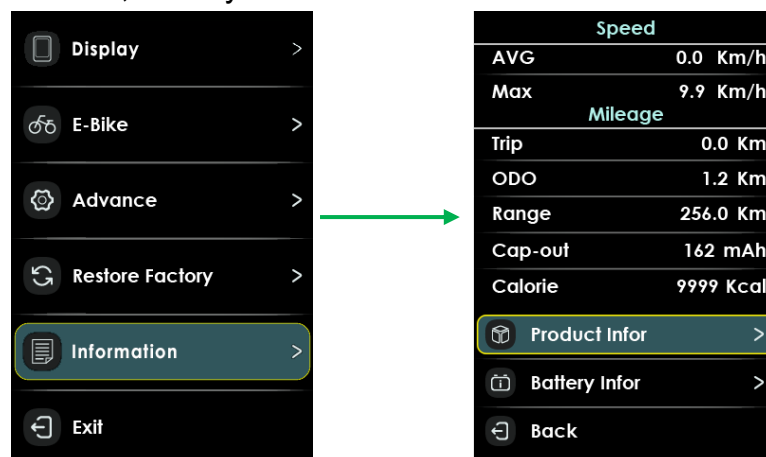 Display >
E-Bike >
Advance >
Restore Factory >
Information >
Exit
Speed
AVG 0.0 Km/h
Max 9.9 Km/h
Mileage
Trip 0.0 Km
ODO 1.2 Km
Range 256.0 Km
Cap-out 162 mAh
Calorie 9999 Kcal
Product Infor >
Battery Infor >
Back